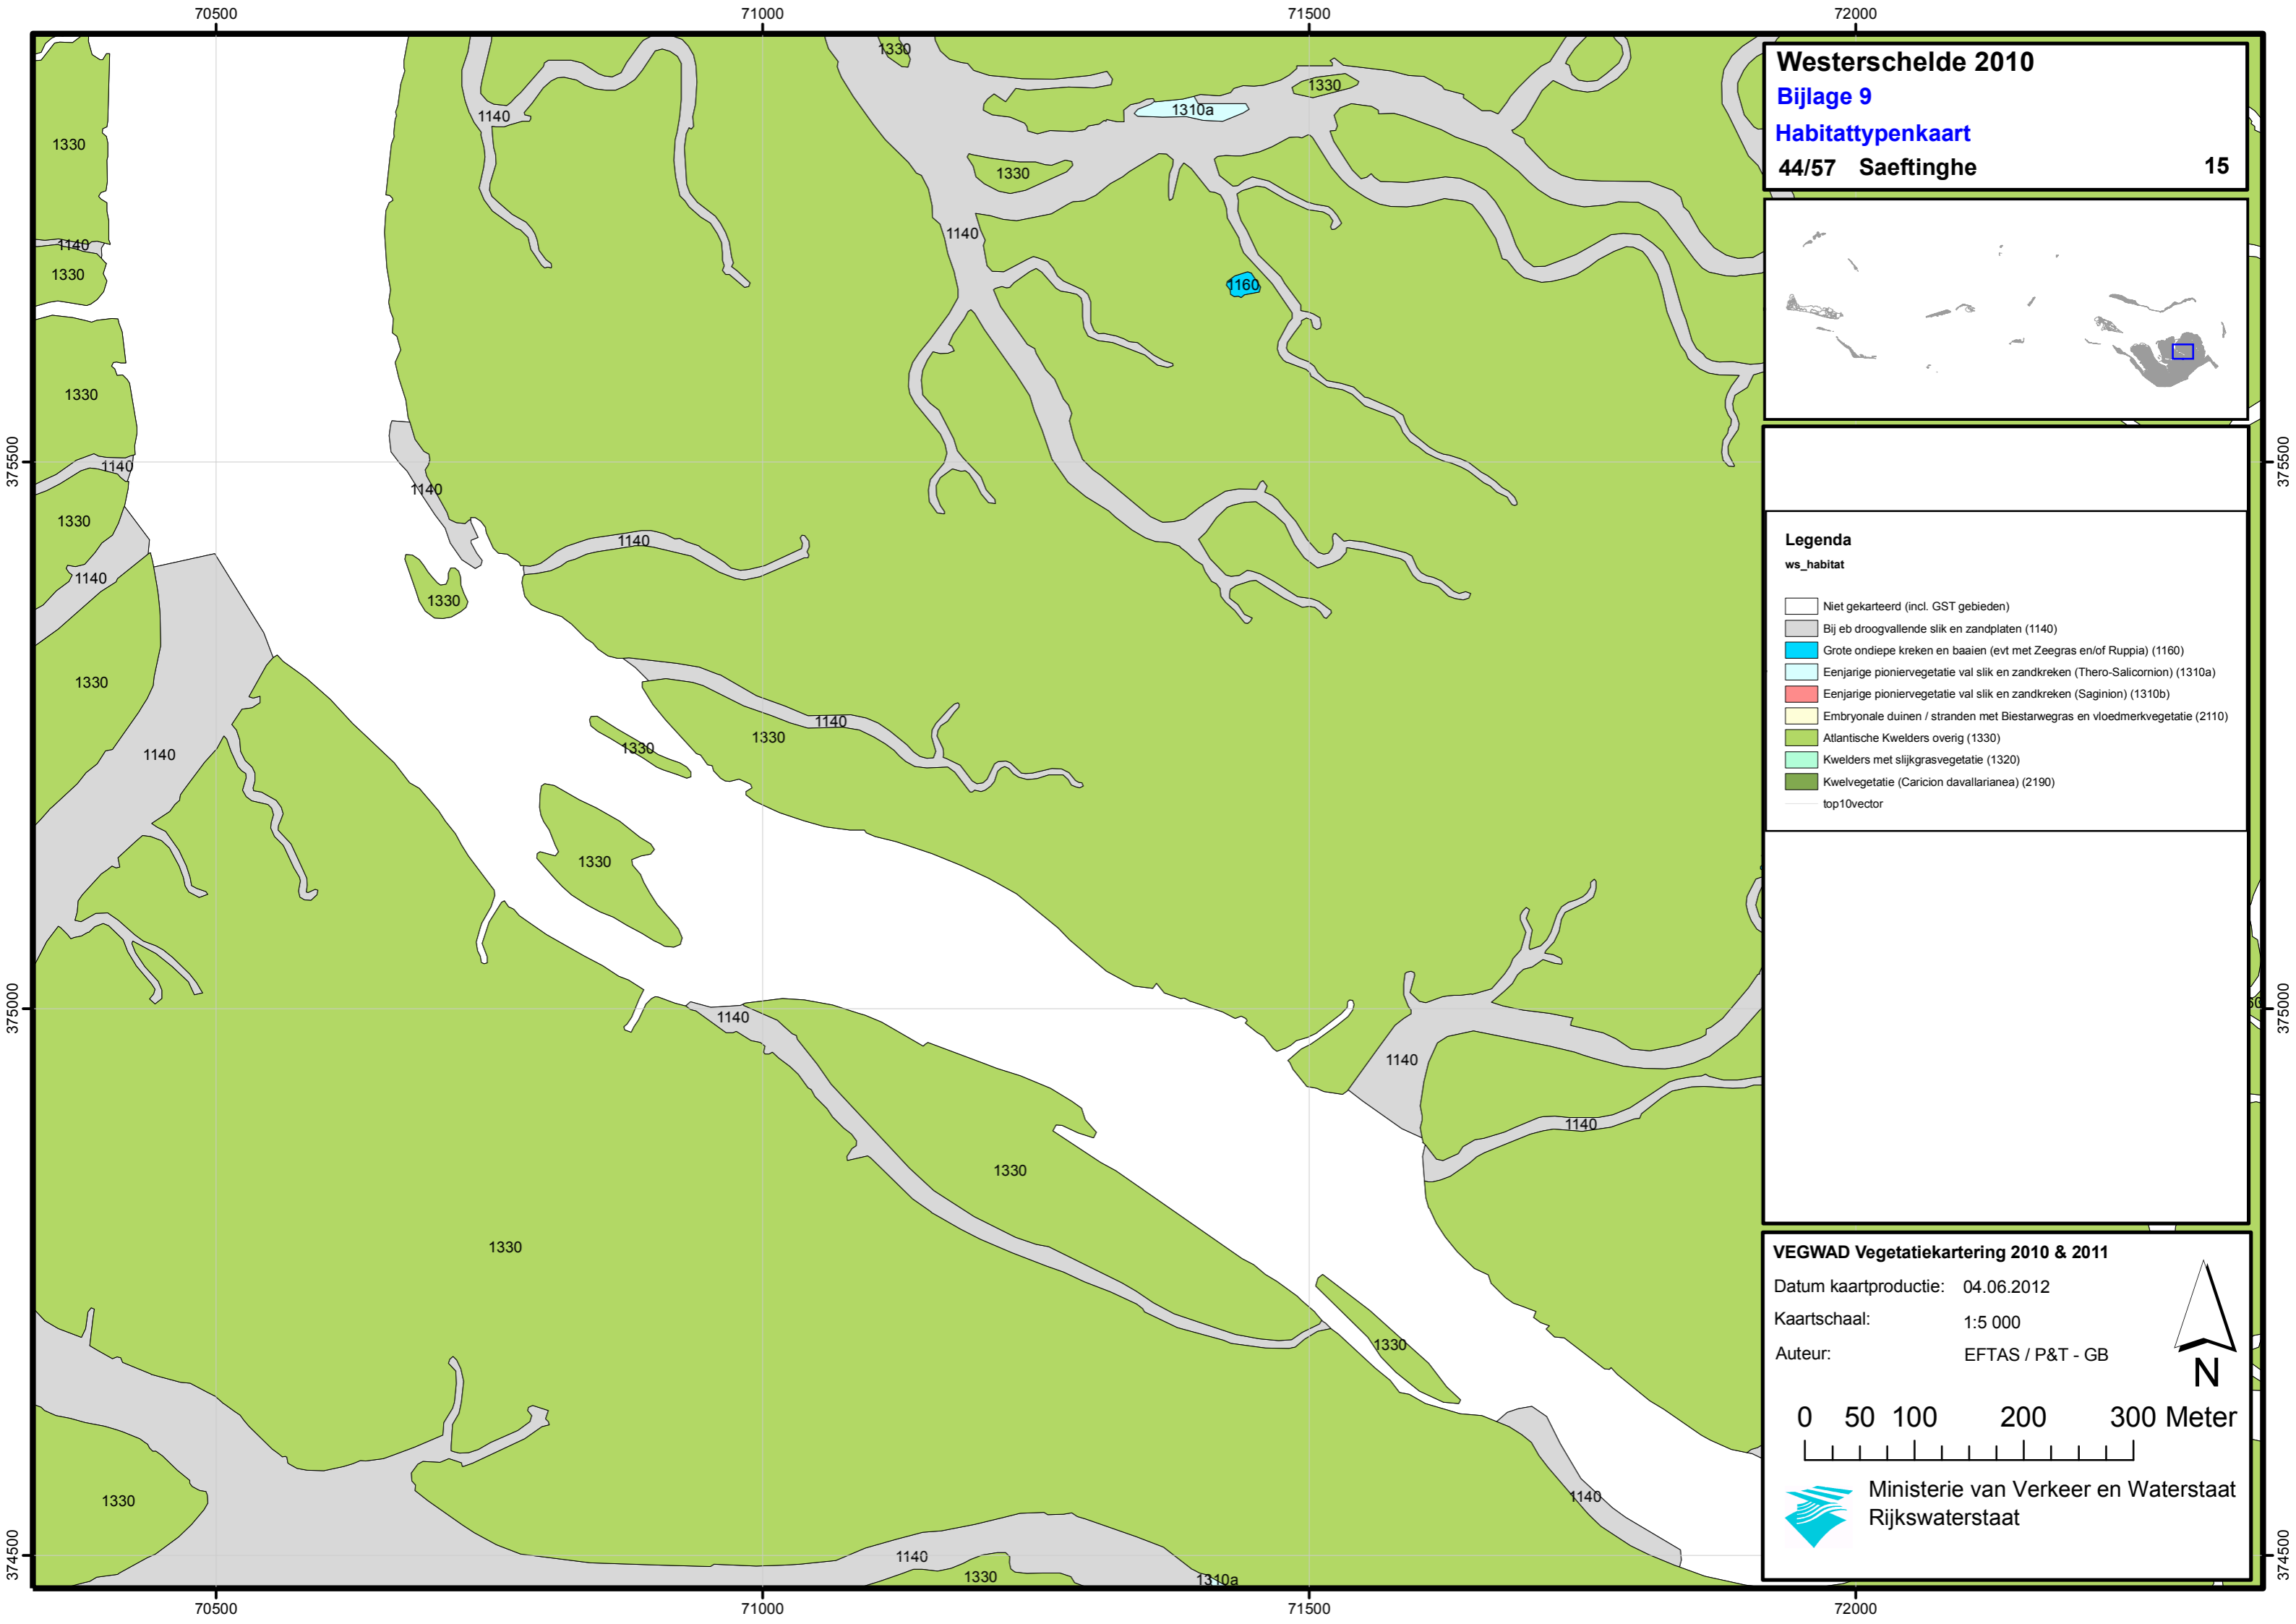 70500 71000 71500 72000
Westerschelde 2010
Bijlage 9
Habitattypenkaart
44/57 Saeftinghe 15
1330
1330
1310a
1140
1330
1330
1140
1140
1330
1160
1330
375500
375500
1140
1140
1330
1140
1140
1330
1330
Legenda
ws_habitat
Niet gekarteerd (incl. GST gebieden)
Bij eb droogvallende slik en zandplaten (1140)
Grote ondiepe kreken en baaien (evt met Zeegras en/of Ruppia) (1160)
Eenjarige pioniervegetatie val slik en zandkreken (Thero-Salicornion) (1310a)
Eenjarige pioniervegetatie val slik en zandkreken (Saginion) (1310b)
Embryonale duinen / stranden met Biestarwegras en vloedmerkvegetatie (2110)
Atlantische Kwelders overig (1330)
Kwelders met slijkgrasvegetatie (1320)
Kwelvegetatie (Caricion davallarianea) (2190)
top10vector
1140
1330
1330
1140
1330
375000
375000
1140
1140
1140
1330
1330
VEGWAD Vegetatiekartering 2010 & 2011
Datum kaartproductie: 04.06.2012
Kaartschaal: 1:5 000
Auteur: EFTAS / P&T - GB
N
1330
0 50 100 200 300 Meter
Ministerie van Verkeer en Waterstaat
Rijkswaterstaat
1140
1330
374500
374500
1140
1330
1310a
70500 71000 71500 72000